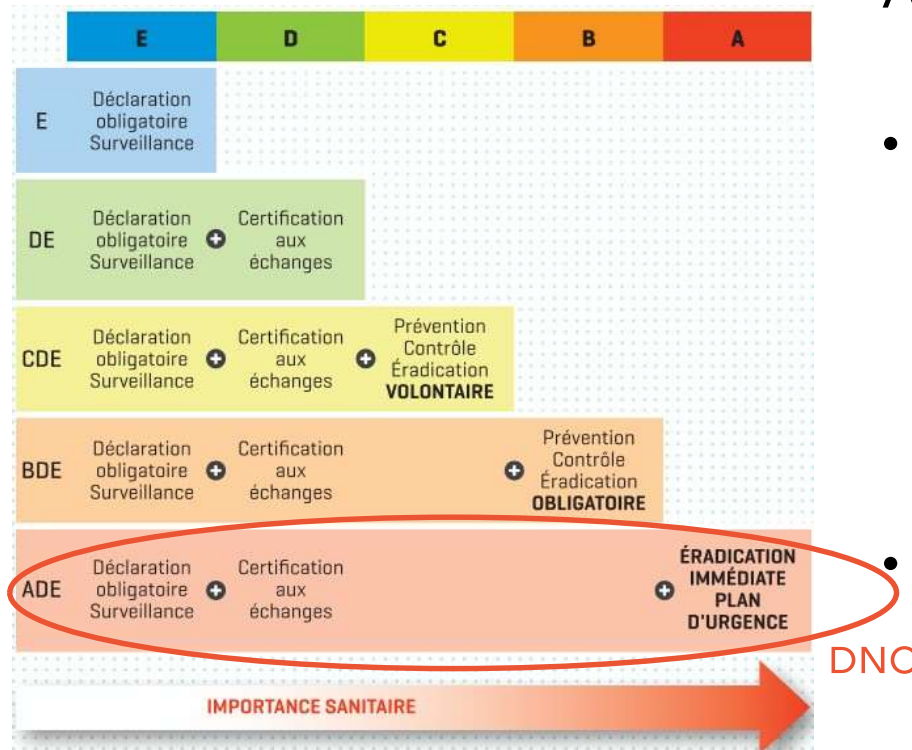 E D C B A
E
Déclaration
obligatoire
Surveillance
DE
Déclaration
obligatoire
Surveillance
Certification
aux
échanges
CDE
Déclaration
obligatoire
Surveillance
Certification
aux
échanges
Prévention
Contrôle
Éradication
VOLONTAIRE
BDE
Déclaration
obligatoire
Surveillance
Certification
aux
échanges
Prévention
Contrôle
Éradication
OBLIGATOIRE
ADE
Déclaration
obligatoire
Surveillance
Certification
aux
échanges
ÉRADICATION
IMMÉDIATE
PLAN
D'URGENCE
DNC
IMPORTANCE SANITAIRE